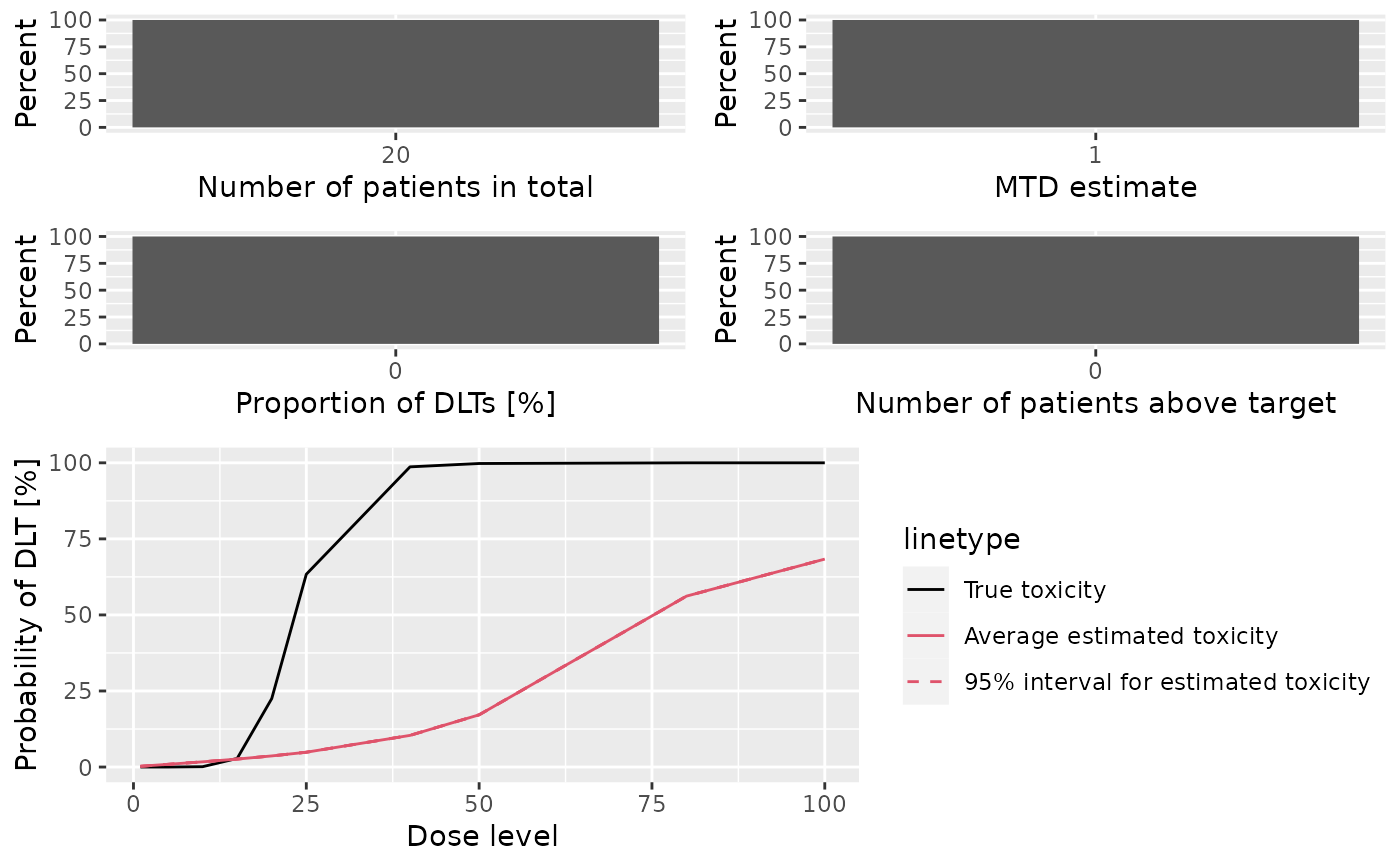 Percent
100
75
50
25
0
20
Number of patients in total
Percent
100
75
50
25
0
1
MTD estimate
Percent
100
75
50
25
0
0
Proportion of DLTs [%]
Percent
100
75
50
25
0
0
Number of patients above target
Probability of DLT [%]
100
75
50
25
0
0 25 50 75 100
Dose level
linetype
True toxicity
Average estimated toxicity
95% interval for estimated toxicity